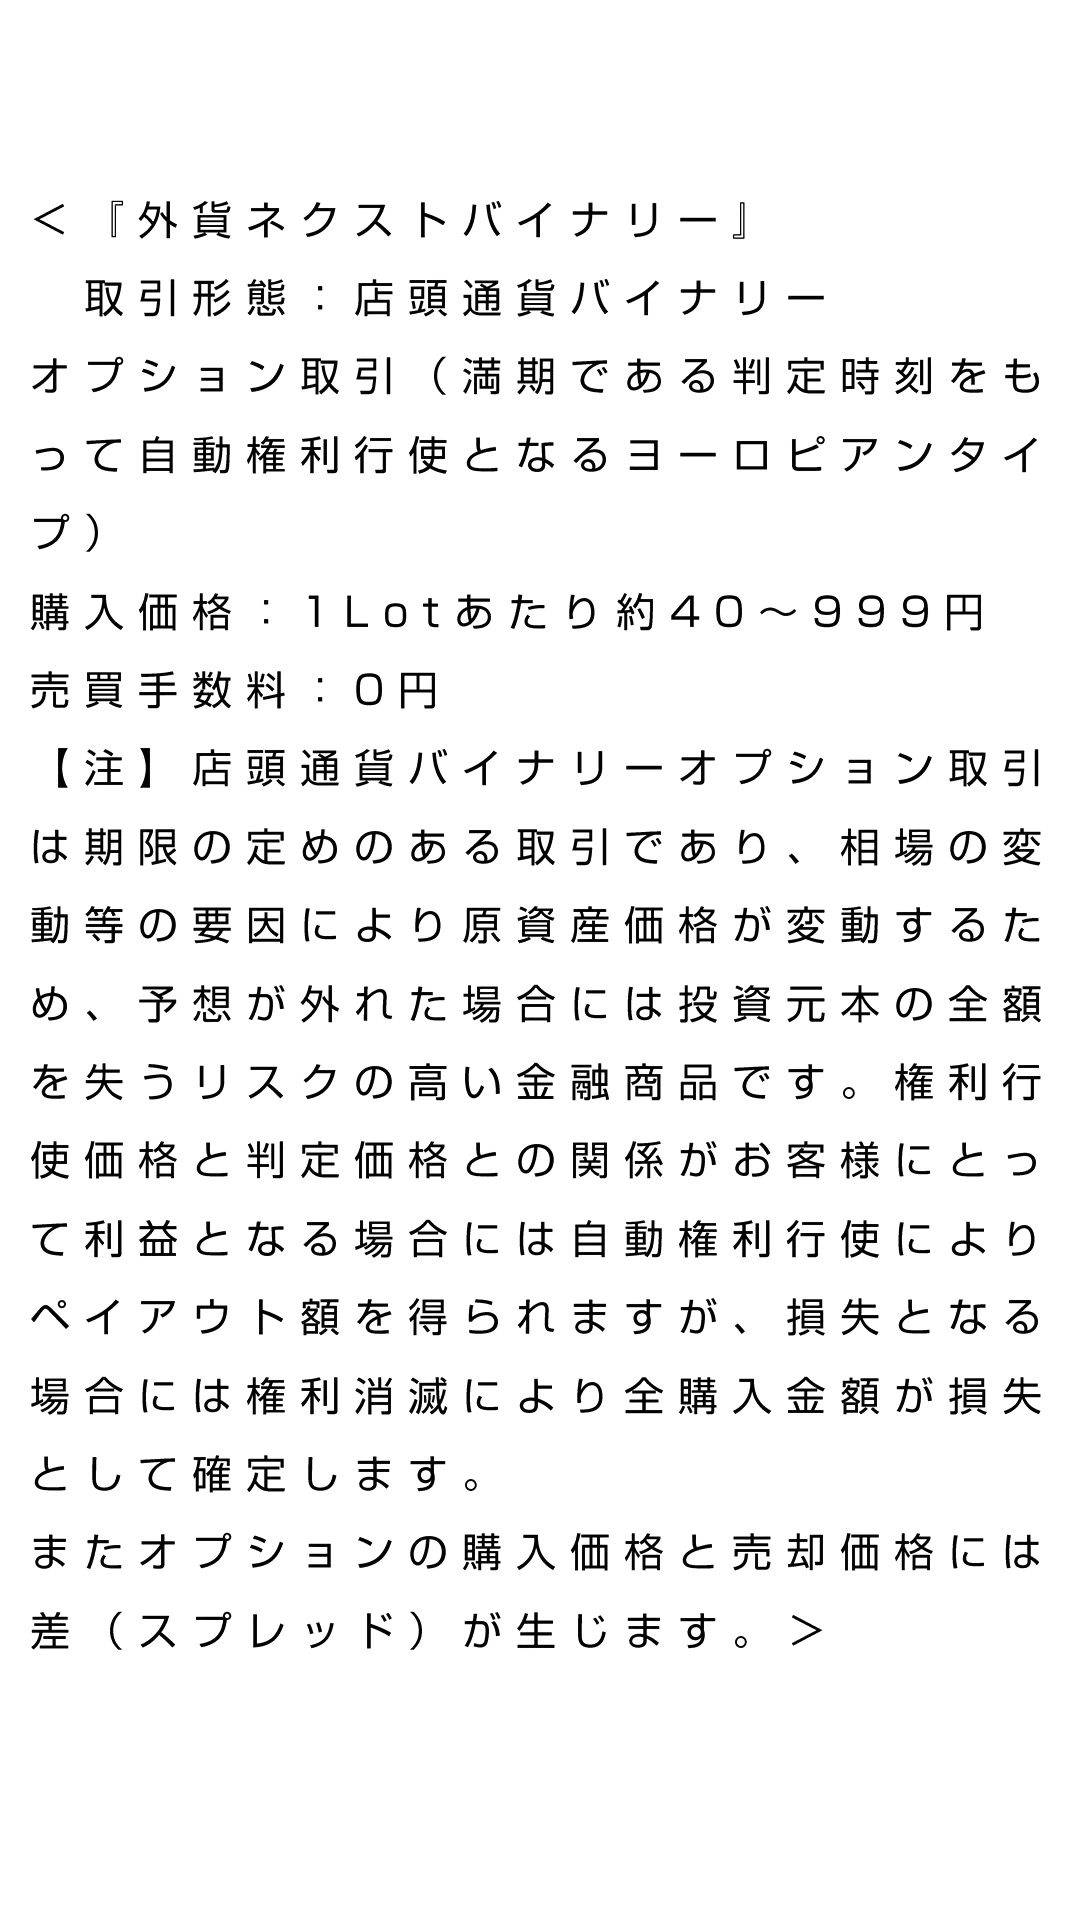 ＜『外貨ネクストバイナリー』
　取引形態：店頭通貨バイナリー
オプション取引（満期である判定時刻をも
って自動権利行使となるヨーロピアンタイ
プ）
購入価格：１Ｌｏｔあたり約４０～９９９円
売買手数料：０円
【注】店頭通貨バイナリーオプション取引
は期限の定めのある取引であり、相場の変
動等の要因により原資産価格が変動するた
め、予想が外れた場合には投資元本の全額
を失うリスクの高い金融商品です。権利行
使価格と判定価格との関係がお客様にとっ
て利益となる場合には自動権利行使により
ペイアウト額を得られますが、損失となる
場合には権利消滅により全購入金額が損失
として確定します。
またオプションの購入価格と売却価格には
差（スプレッド）が生じます。＞